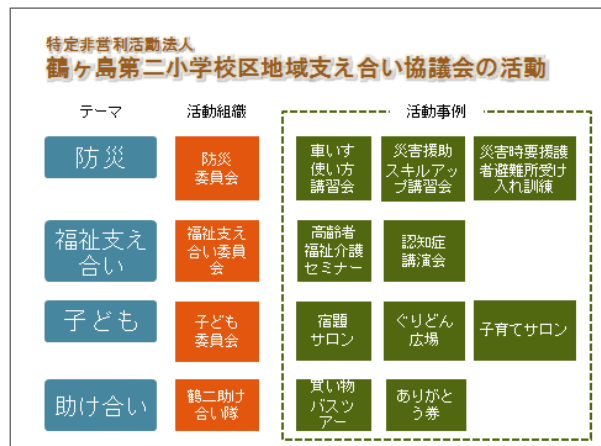 特定非営利活動法人
鶴ヶ島第二小学校区地域支え合い協議会の活動
テーマ
活動組織
活動事例
防災
防災
委員会
車いす
使い方
講習会
災害援助
スキルアッ
プ講習会
災害時要援護
者避難所受け
入れ訓練
福祉支え
合い
福祉支え
合い委員
会
高齢者
福祉介護
セミナー
認知症
講演会
子ども
子ども
委員会
宿題
サロン
ぐりどん
広場
子育てサロン
助け合い
鶴二助け
合い隊
買い物
バスツ
アー
ありがと
う券